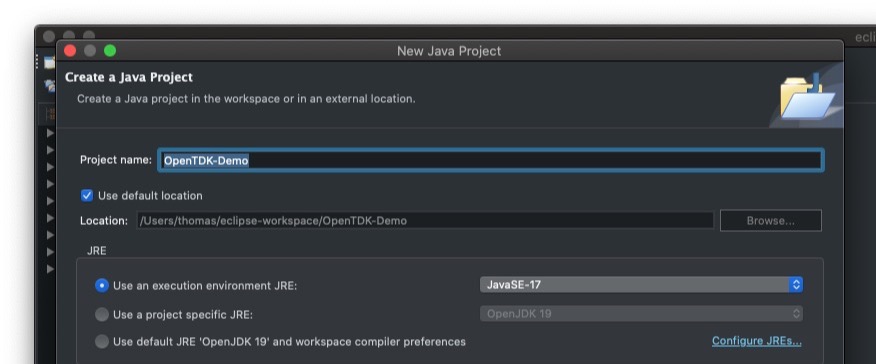 ecli
New Java Project
Create a Java Project
Create a Java project in the workspace or in an external location.
Project name: OpenTDK-Demo
Use default location
Location: /Users/thomas/eclipse-workspace/OpenTDK-Demo Browse...
JRE
Use an execution environment JRE: JavaSE-17
Use a project specific JRE: OpenJDK 19
Use default JRE 'OpenJDK 19' and workspace compiler preferences Configure JREs...